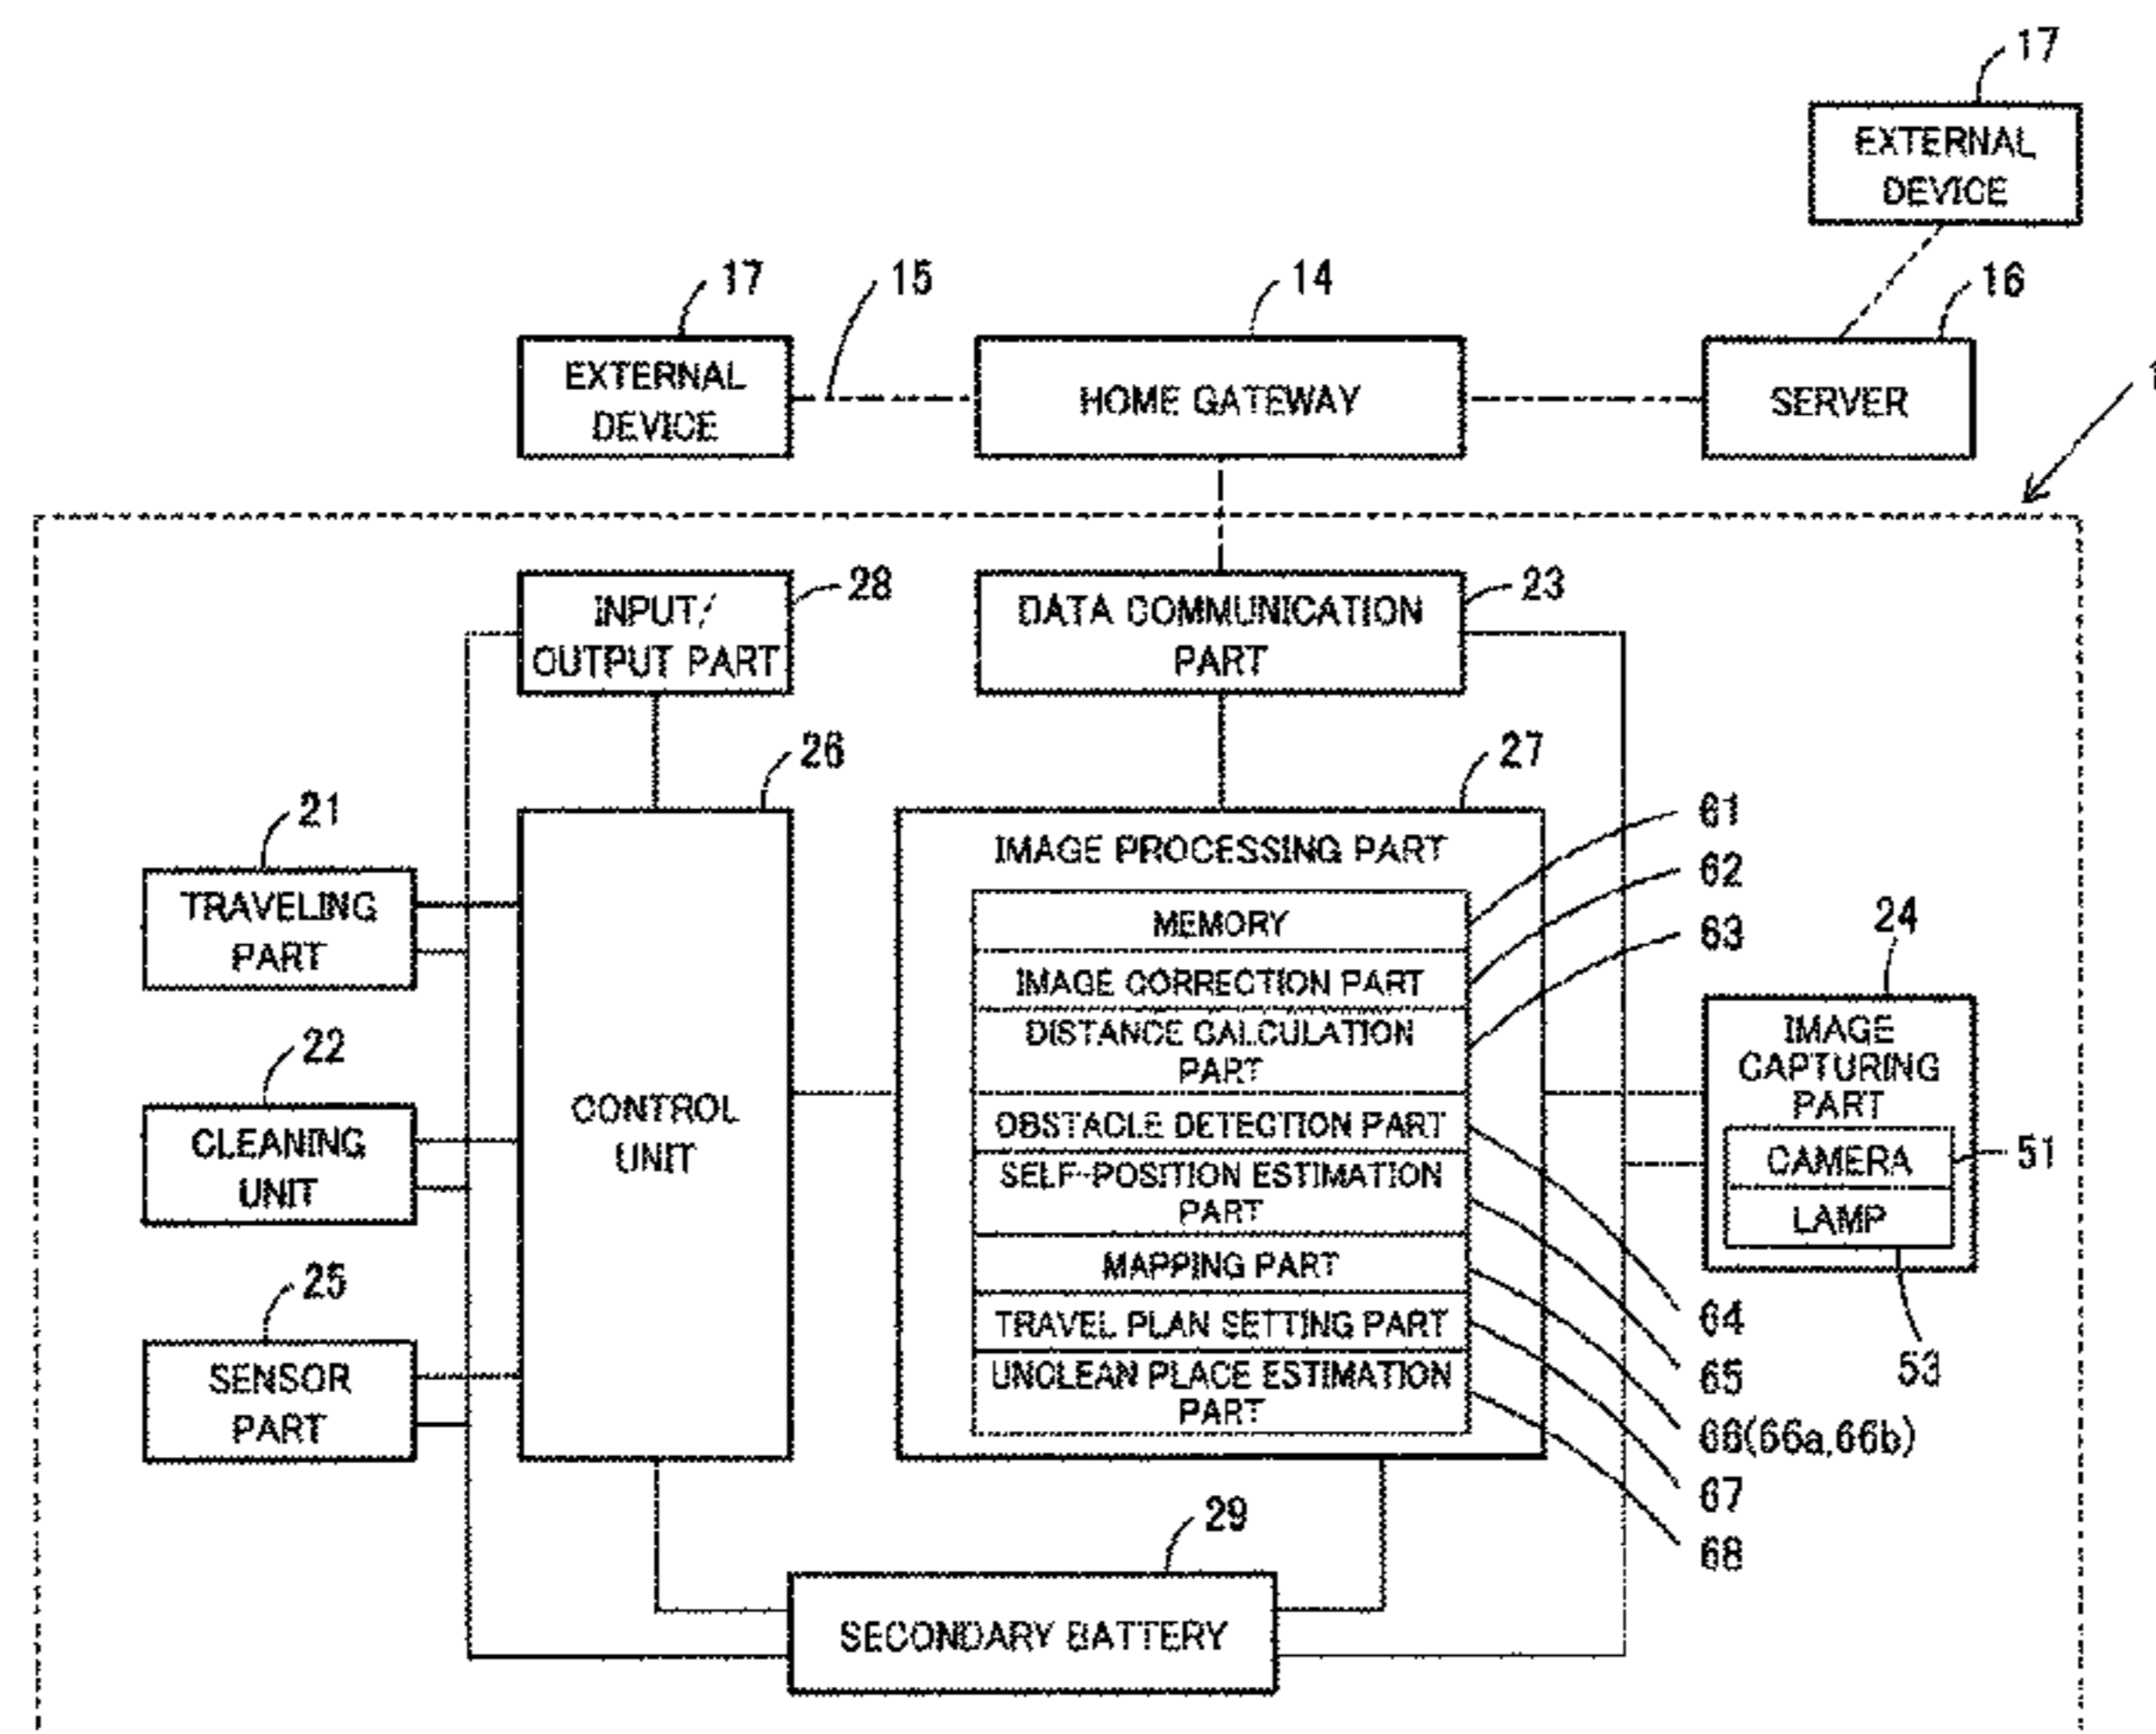 17
EXTERNAL
DEVICE
17
15
14
16
EXTERNAL
DEVICE
HOME GATEWAY
SERVER
28
23
INPUT/
OUTPUT PART
DATA COMMUNICATION
PART
26
27
21
TRAVELING
PART
22
CLEANING
UNIT
25
SENSOR
PART
CONTROL
UNIT
IMAGE PROCESSING PART
MEMORY
IMAGE CORRECTION PART
DISTANCE CALCULATION
PART
OBSTACLE DETECTION PART
SELF-POSITION ESTIMATION
PART
MAPPING PART
TRAVEL PLAN SETTING PART
UNCLEAN PLACE ESTIMATION
PART
61
62
63
24
IMAGE
CAPTURING
PART
CAMERA
LAMP
51
53
64
65
66(66a,66b)
67
68
29
SECONDARY BATTERY